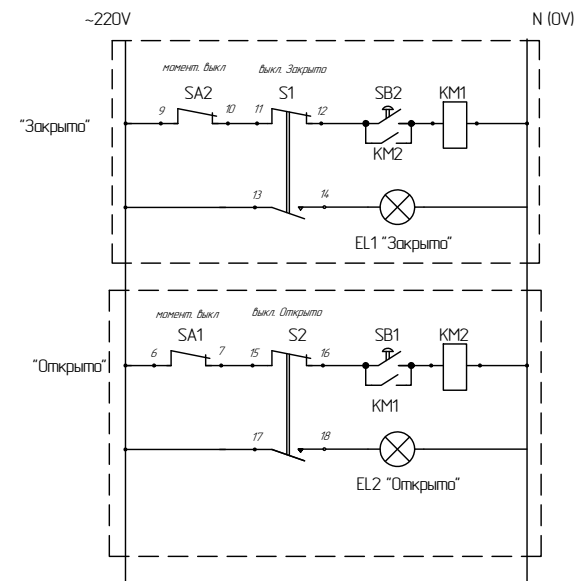 ~220V N (0V)
момент. выкл выкл. Закрыто
SA2 S1 SB2 KM1
9 10 11 12
"Закрыто"
KM2
13 14
EL1 "Закрыто"
момент. выкл выкл. Открыто
SA1 S2 SB1 KM2
6 7 15 16
"Открыто"
KM1
17 18
EL2 "Открыто"